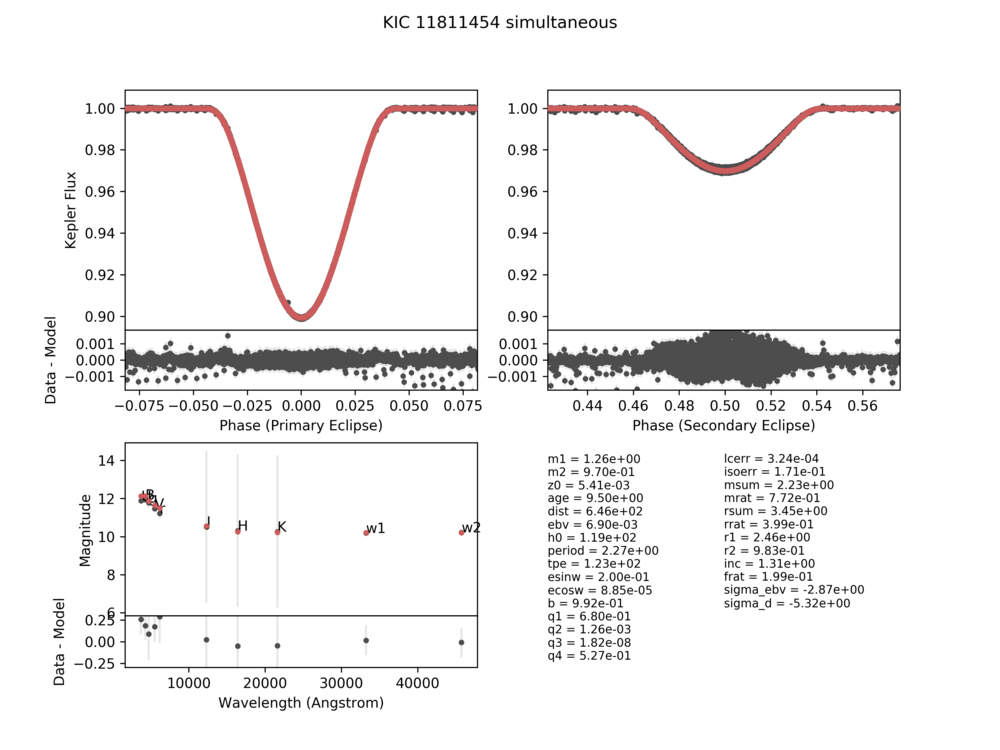 KIC 11811454 simultaneous
1.00
0.98
0.96
0.94
0.92
0.90
Kepler Flux
0.001
0.000
−0.001
Data - Model
−0.075 −0.050 −0.025 0.000 0.025 0.050 0.075
Phase (Primary Eclipse)
1.00
0.98
0.96
0.94
0.92
0.90
0.001
0.000
−0.001
0.44 0.46 0.48 0.50 0.52 0.54 0.56
Phase (Secondary Eclipse)
14
12
10
8
6
Magnitude
B
V
J
H
K
w1
w2
0.25
0.00
−0.25
Data - Model
10000 20000 30000 40000
Wavelength (Angstrom)
m1 = 1.26e+00
m2 = 9.70e-01
z0 = 5.41e-03
age = 9.50e+00
dist = 6.46e+02
ebv = 6.90e-03
h0 = 1.19e+02
period = 2.27e+00
tpe = 1.23e+02
esinw = 2.00e-01
ecosw = 8.85e-05
b = 9.92e-01
q1 = 6.80e-01
q2 = 1.26e-03
q3 = 1.82e-08
q4 = 5.27e-01
lcerr = 3.24e-04
isoerr = 1.71e-01
msum = 2.23e+00
mrat = 7.72e-01
rsum = 3.45e+00
rrat = 3.99e-01
r1 = 2.46e+00
r2 = 9.83e-01
inc = 1.31e+00
frat = 1.99e-01
sigma_ebv = -2.87e+00
sigma_d = -5.32e+00